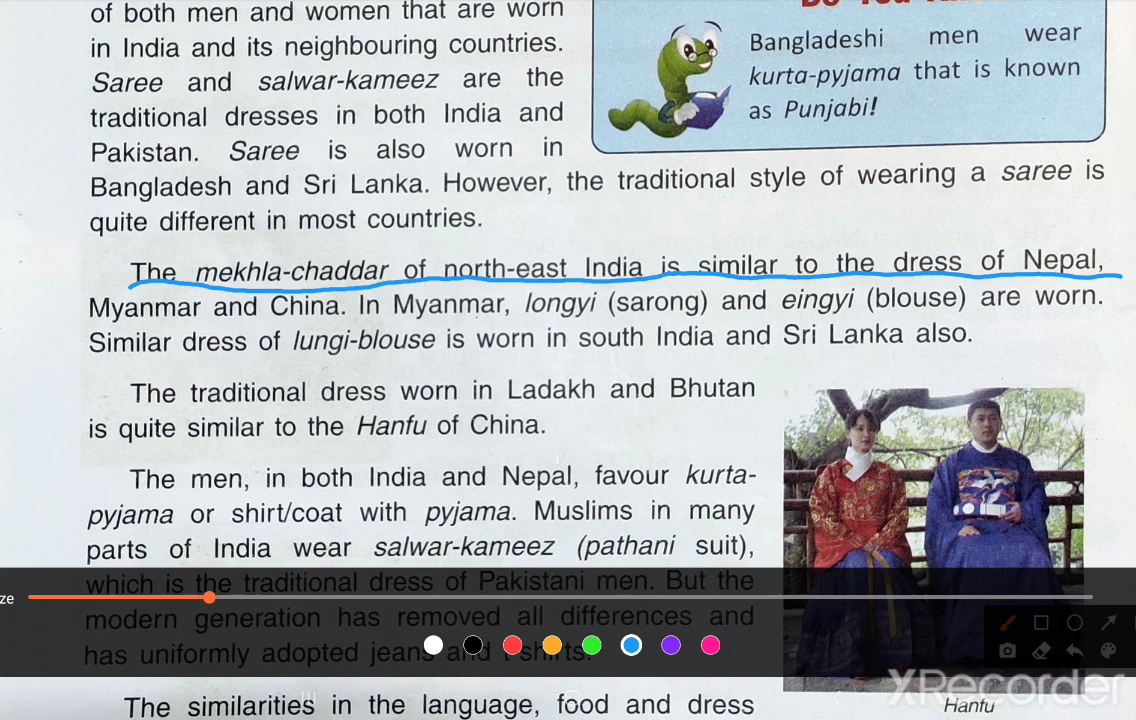 of both men and women that are worn
in India and its neighbouring countries.
Saree and salwar-kameez are the
traditional dresses in both India and
Pakistan. Saree is also worn in
Bangladesh and Sri Lanka. However, the traditional style of wearing a saree is
quite different in most countries.
Bangladeshi men wear
kurta-pyjama that is known
as Punjabi!
The mekhla-chaddar of north-east India is similar to the dress of Nepal,
Myanmar and China. In Myanmar, longyi (sarong) and eingyi (blouse) are worn.
Similar dress of lungi-blouse is worn in south India and Sri Lanka also.
The traditional dress worn in Ladakh and Bhutan
is quite similar to the Hanfu of China.
The men, in both India and Nepal, favour kurta-
pyjama or shirt/coat with pyjama. Muslims in many
parts of India wear salwar-kameez (pathani suit),
which is the traditional dress of Pakistani men. But the
modern generation has removed all differences and
has uniformly adopted jeans and t-shirts.
The similarities in the language, food and dress
Hanfu
ze
XRecorder